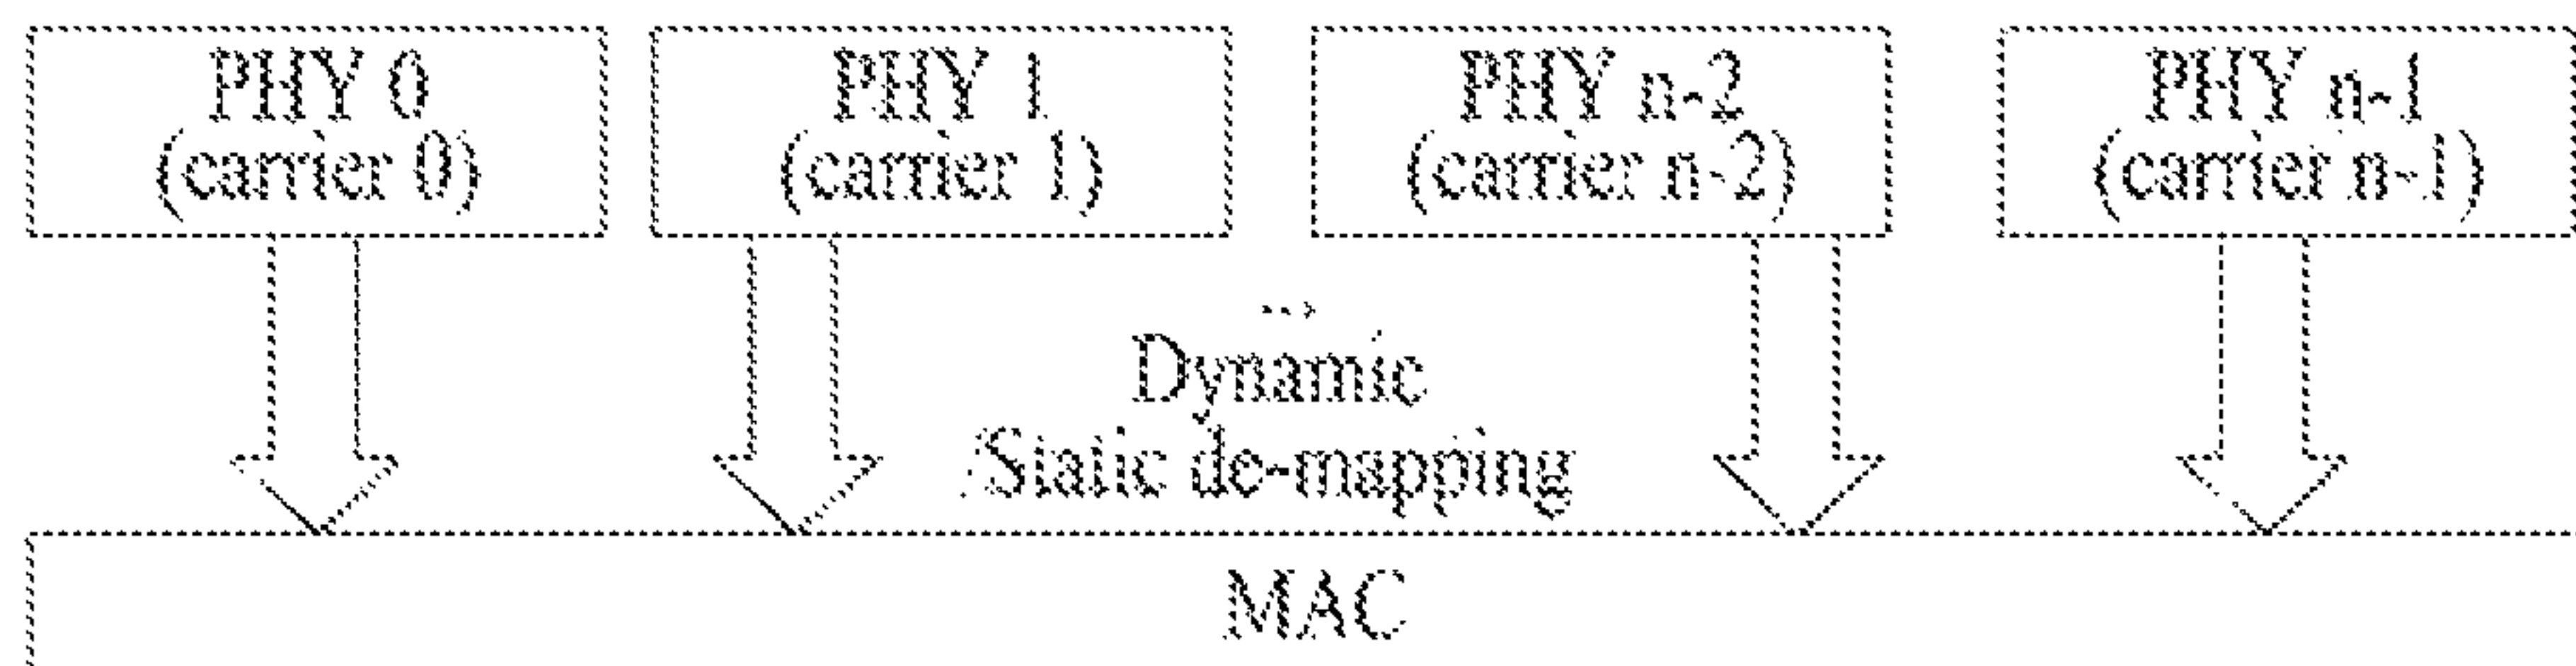 PHY 0
(carrier 0)
PHY 1
(carrier 1)
PHY n-2
(carrier n-2)
PHY n-1
(carrier n-1)
...
Dynamic
/Static de-mapping
MAC